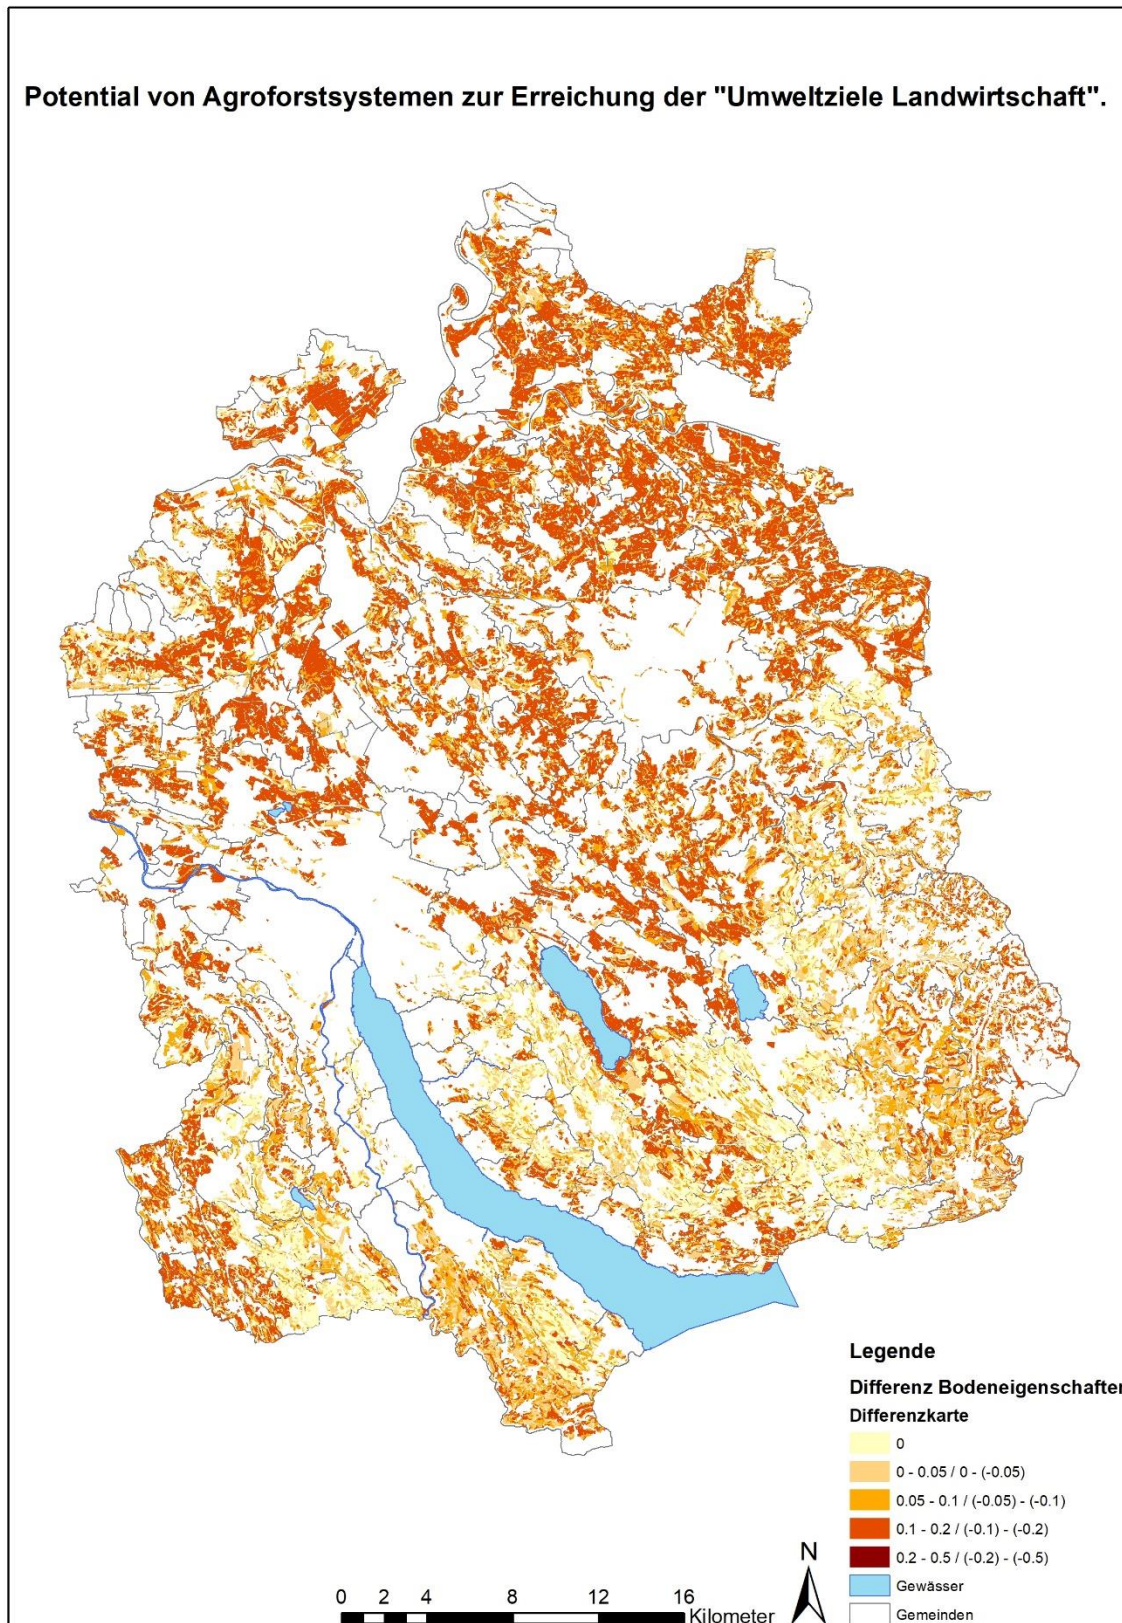 Potential von Agroforstsystemen zur Erreichung der "Umweltziele Landwirtschaft".
Legende
Differenz Bodeneigenschaften
Differenzkarte
0
0 - 0.05 / 0 - (-0.05)
0.05 - 0.1 / (-0.05) - (-0.1)
0.1 - 0.2 / (-0.1) - (-0.2)
0.2 - 0.5 / (-0.2) - (-0.5)
Gewässer
Gemeinden
N
0 2 4 8 12 16
Kilometer